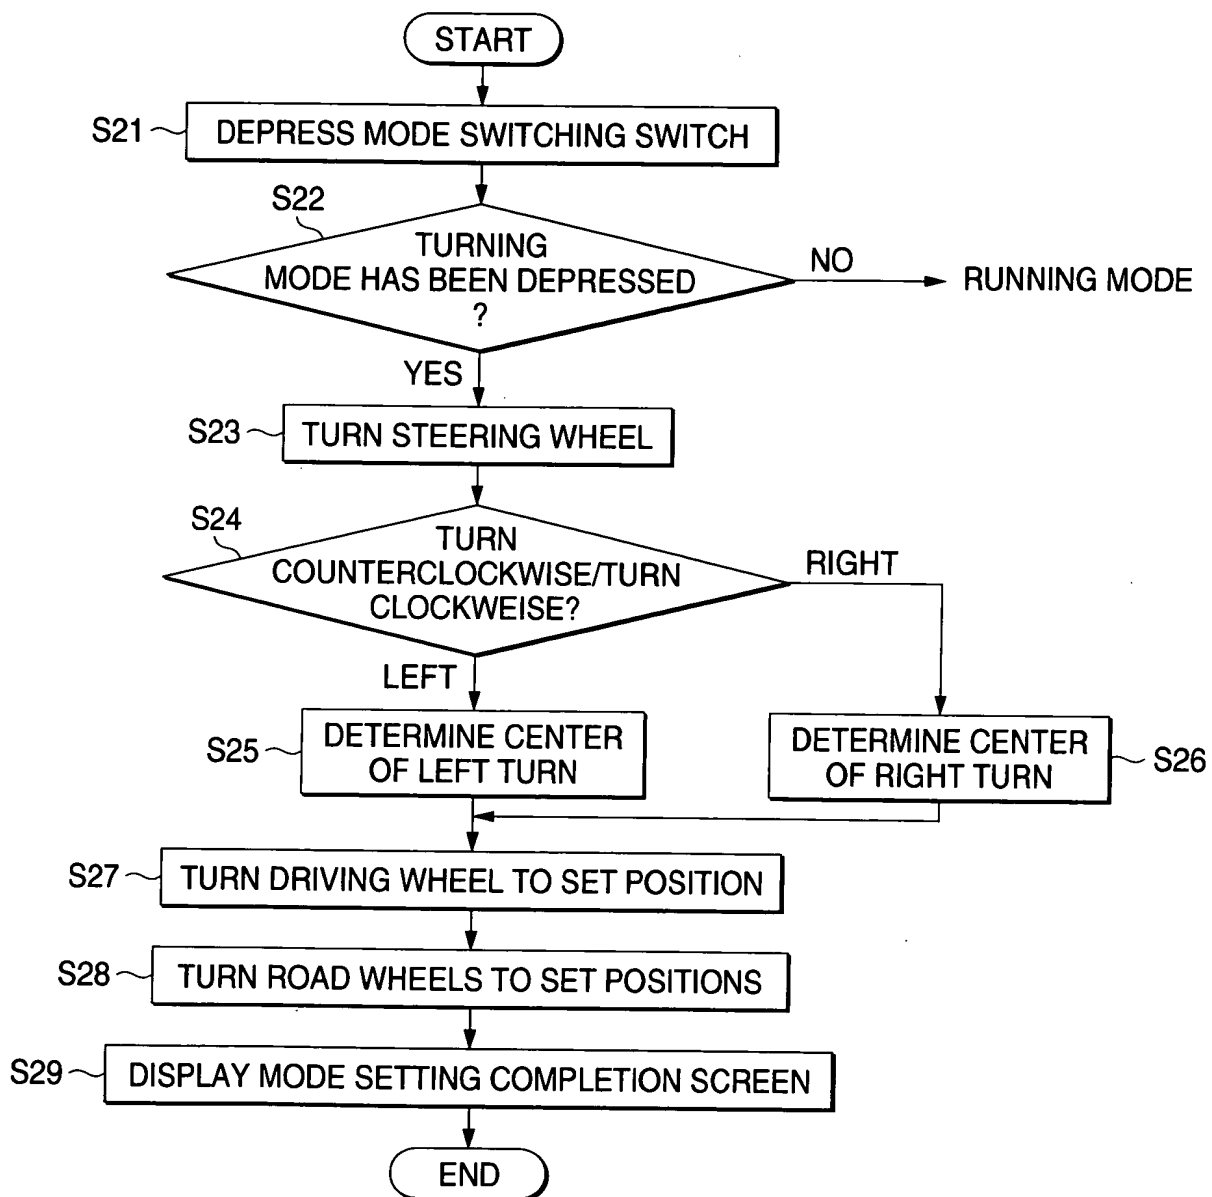 START
S21
DEPRESS MODE SWITCHING SWITCH
S22
TURNING
MODE HAS BEEN DEPRESSED
?
NO
RUNNING MODE
YES
S23
TURN STEERING WHEEL
S24
TURN
COUNTERCLOCKWISE/TURN
CLOCKWEISE?
RIGHT
LEFT
S25
DETERMINE CENTER
OF LEFT TURN
DETERMINE CENTER
OF RIGHT TURN
S26
S27
TURN DRIVING WHEEL TO SET POSITION
S28
TURN ROAD WHEELS TO SET POSITIONS
S29
DISPLAY MODE SETTING COMPLETION SCREEN
END